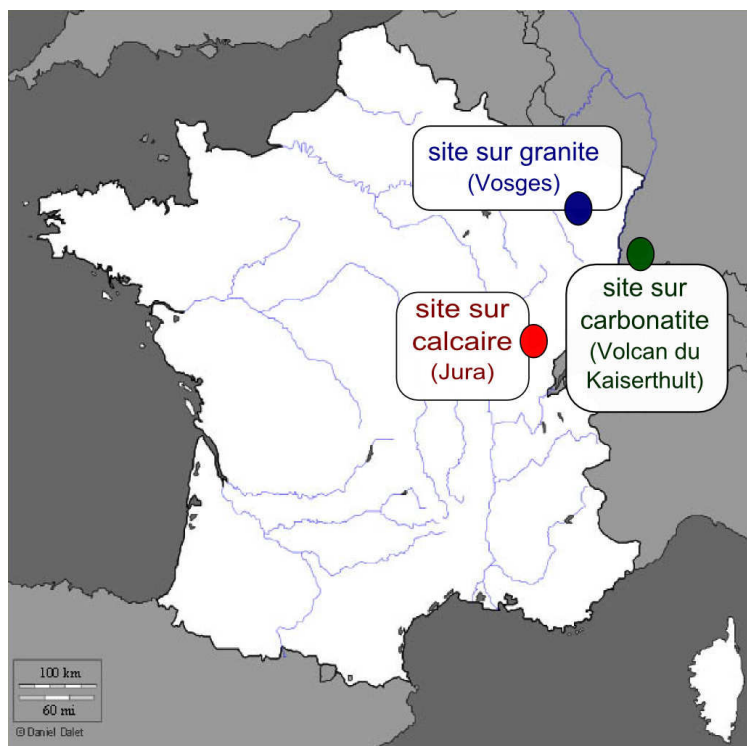 site sur granite
(Vosges)
site sur
calcaire
(Jura)
site sur
carbonatite
(Volcan du
Kaiserthult)
100 km
60 mi
© Daniel Dalet